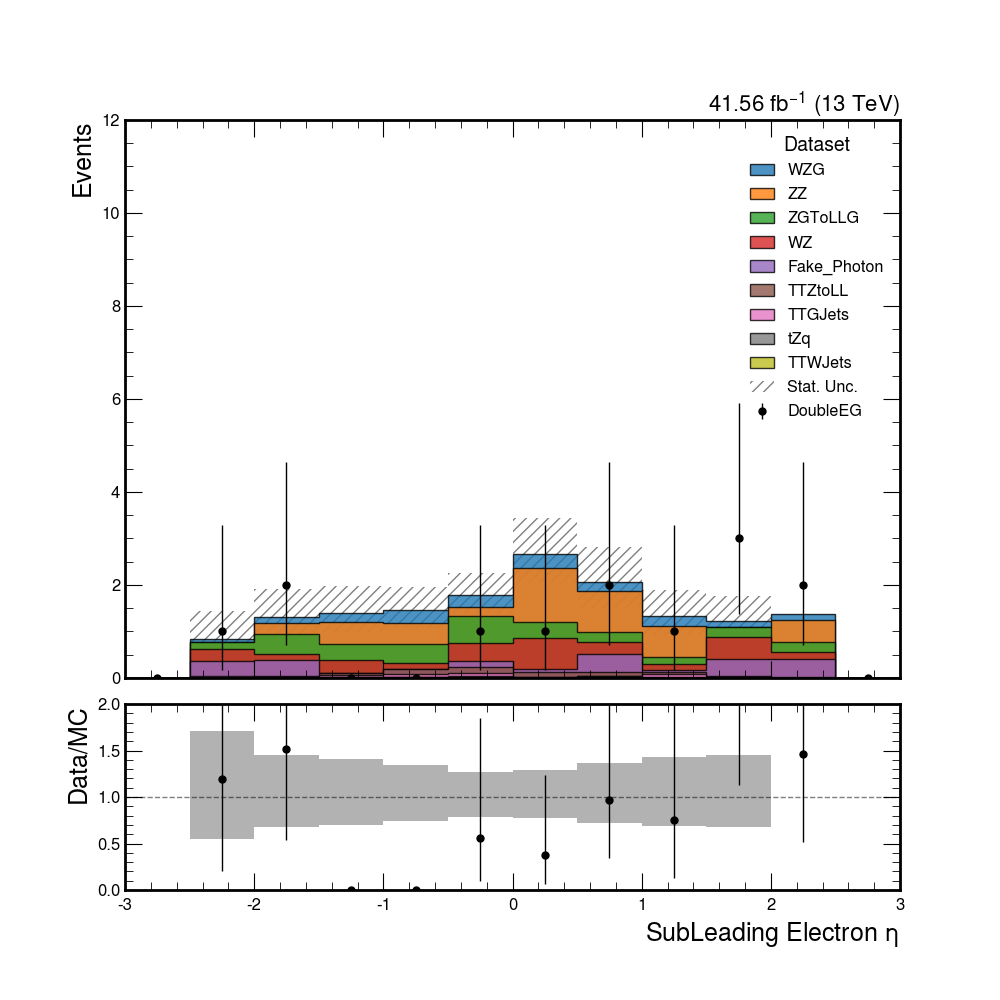 41.56 fb⁻¹ (13 TeV)
Events
12
10
8
6
4
2
0
Dataset
WZG
ZZ
ZGToLLG
WZ
Fake_Photon
TTZtoLL
TTGJets
tZq
TTWJets
Stat. Unc.
DoubleEG
Data/MC
2.0
1.5
1.0
0.5
0.0
-3 -2 -1 0 1 2 3
SubLeading Electron η